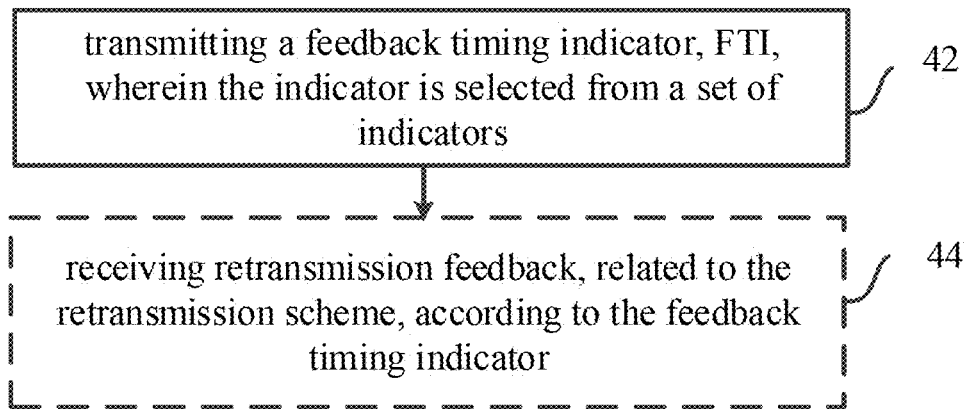 transmitting a feedback timing indicator, FTI,
wherein the indicator is selected from a set of
indicators
42
receiving retransmission feedback, related to the
retransmission scheme, according to the feedback
timing indicator
44